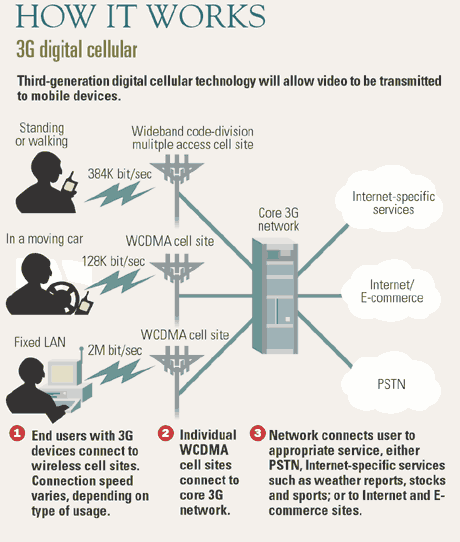 HOW IT WORKS
3G digital cellular
Third-generation digital cellular technology will allow video to be transmitted
to mobile devices.
Standing
or walking
384K bit/sec
Wideband code-division
mulitple access cell site
Internet-specific
services
Core 3G
network
In a moving car
128K bit/sec
WCDMA cell site
Internet/
E-commerce
Fixed LAN
2M bit/sec
WCDMA cell site
PSTN
1 End users with 3G
devices connect to
wireless cell sites.
Connection speed
varies, depending on
type of usage.
2 Individual
WCDMA
cell sites
connect to
core 3G
network.
3 Network connects user to
appropriate service, either
PSTN, Internet-specific services
such as weather reports, stocks
and sports; or to Internet and E-
commerce sites.